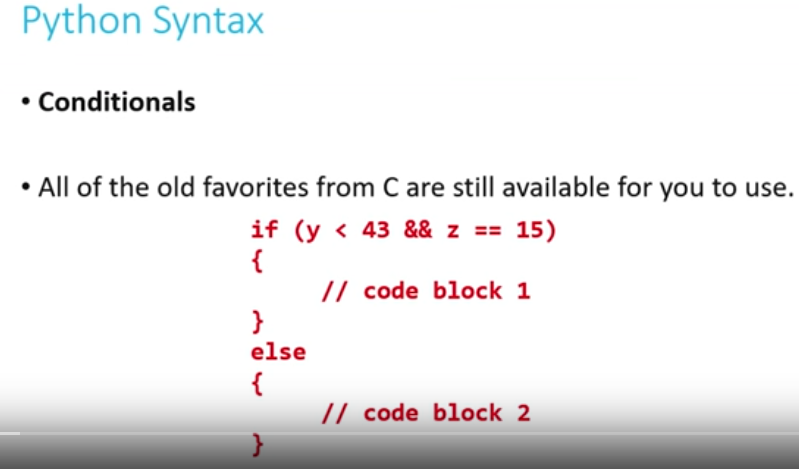 Python Syntax
• Conditionals
• All of the old favorites from C are still available for you to use.
if (y < 43 && z == 15)
{
// code block 1
}
else
{
// code block 2
}